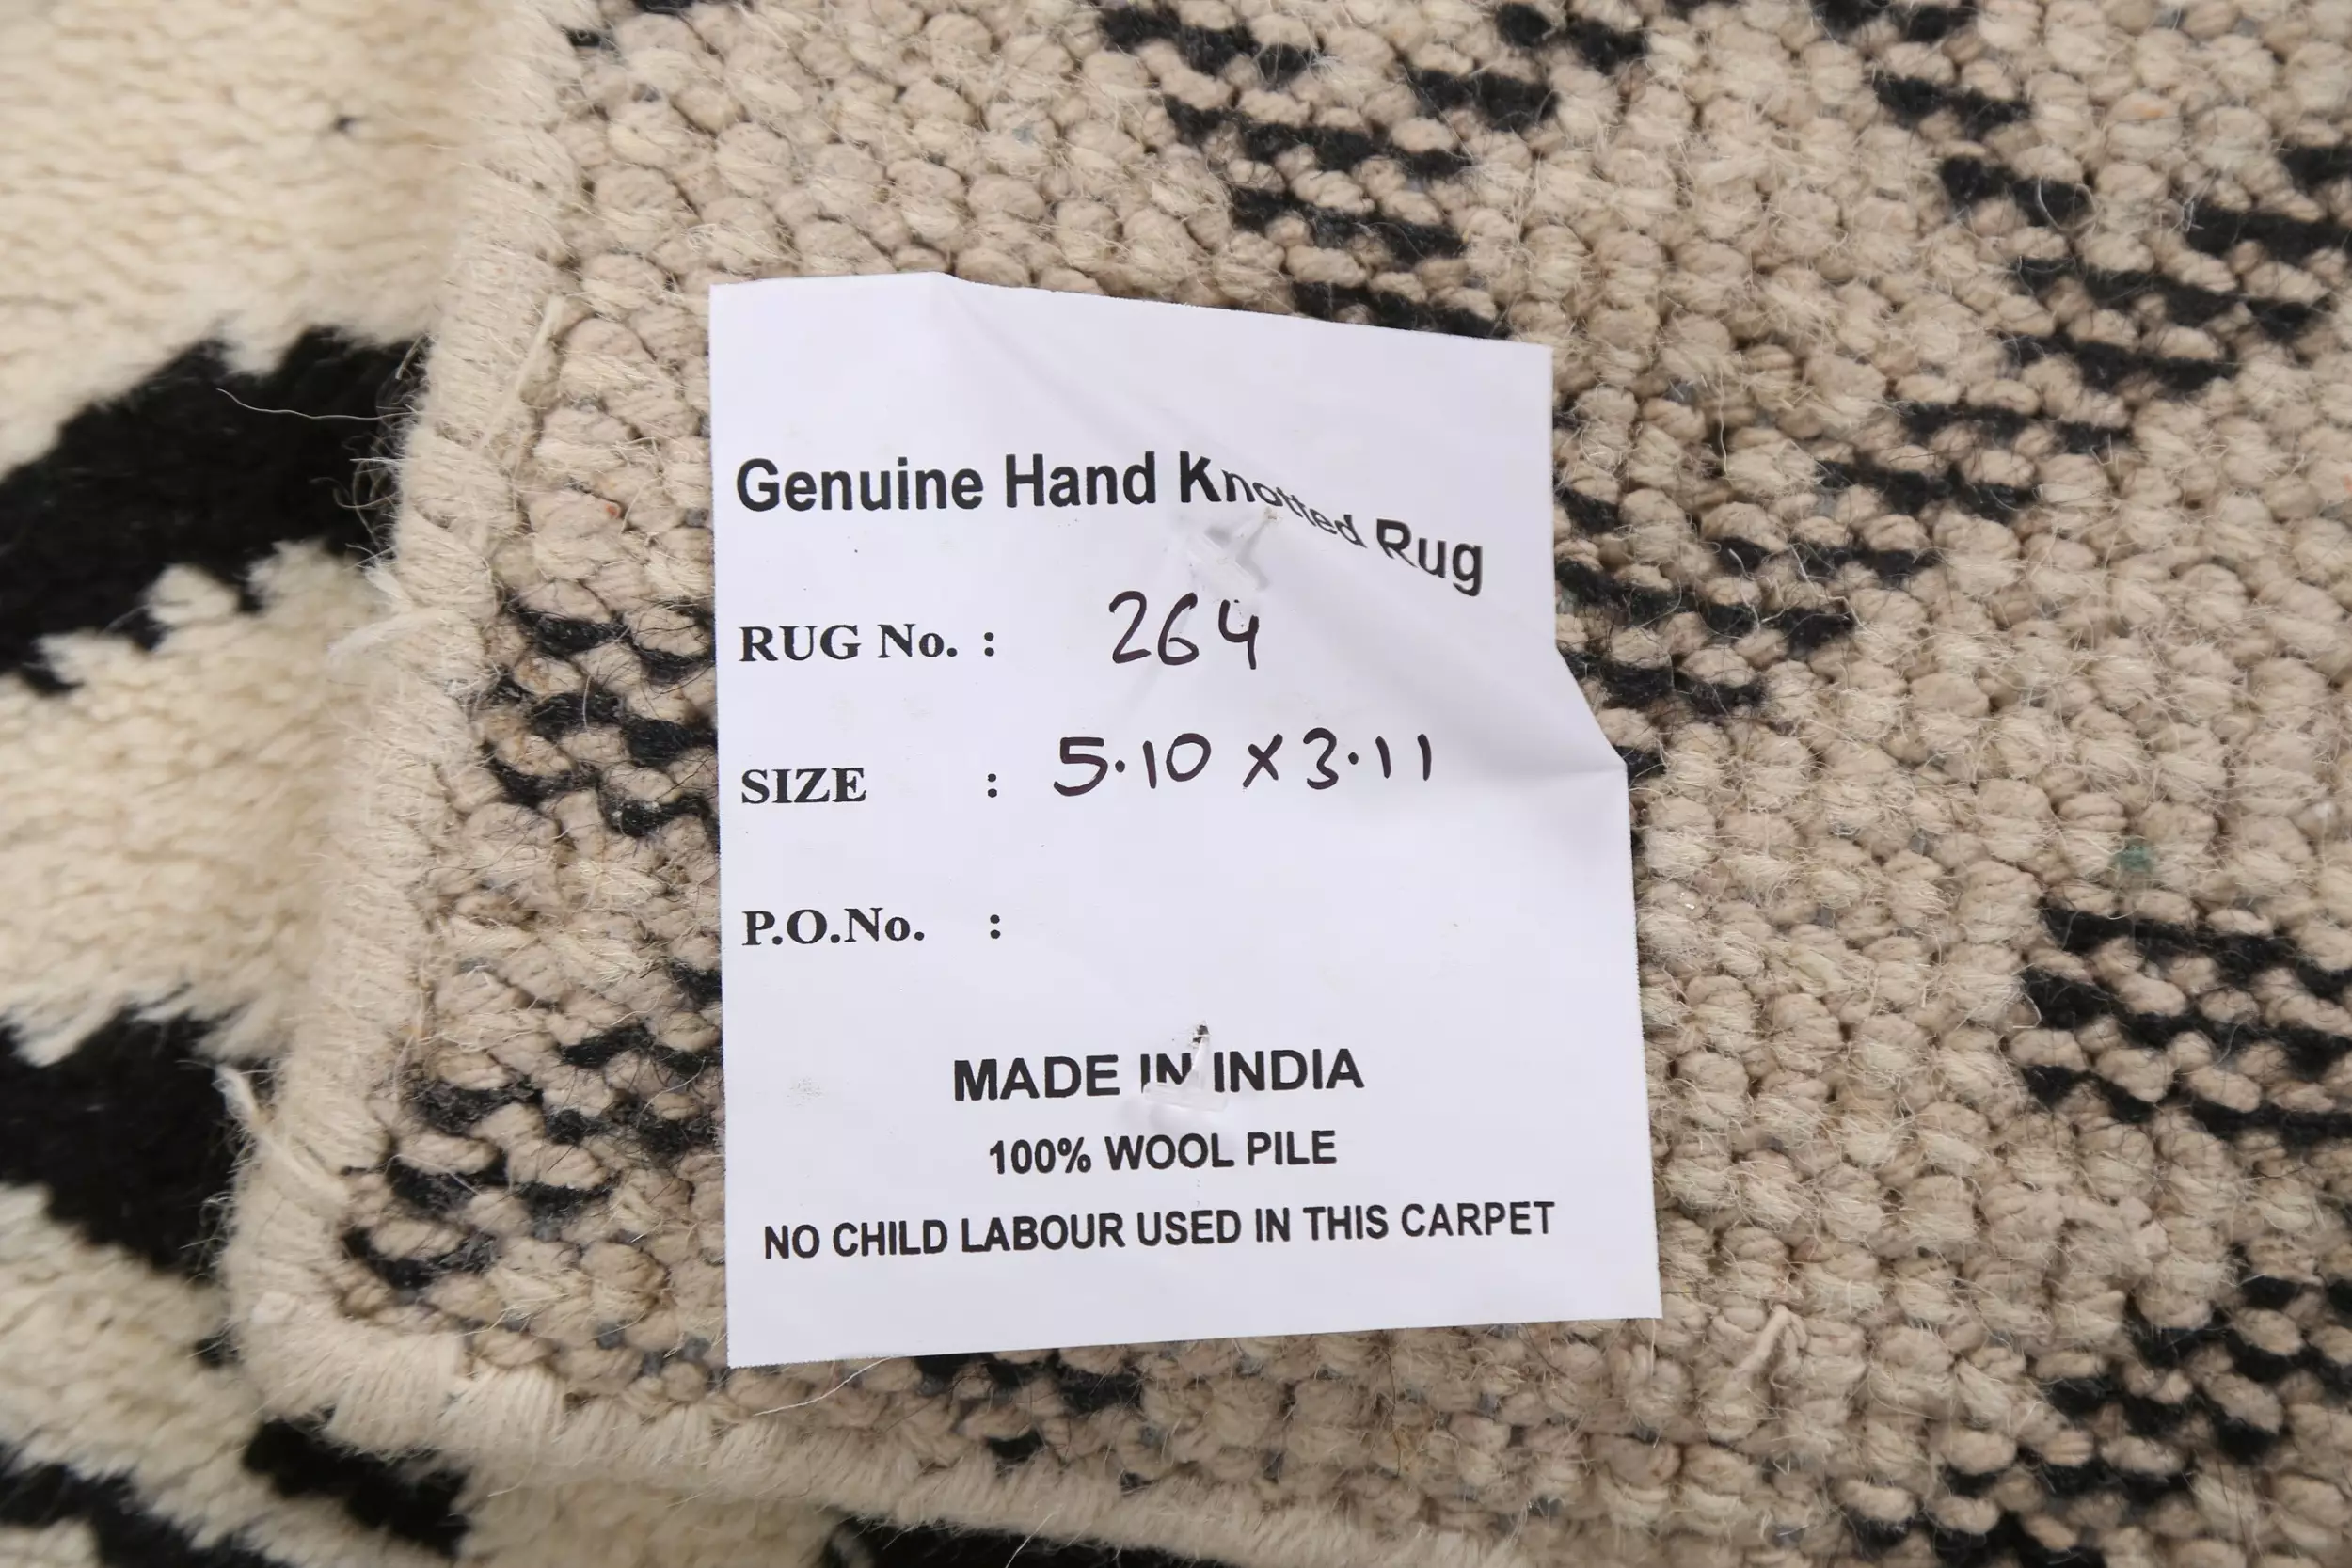 Genuine Hand Knotted Rug
RUG No. : 264
SIZE : 5.10 x 3.11
P.O.No. :
MADE IN INDIA
100% WOOL PILE
NO CHILD LABOUR USED IN THIS CARPET